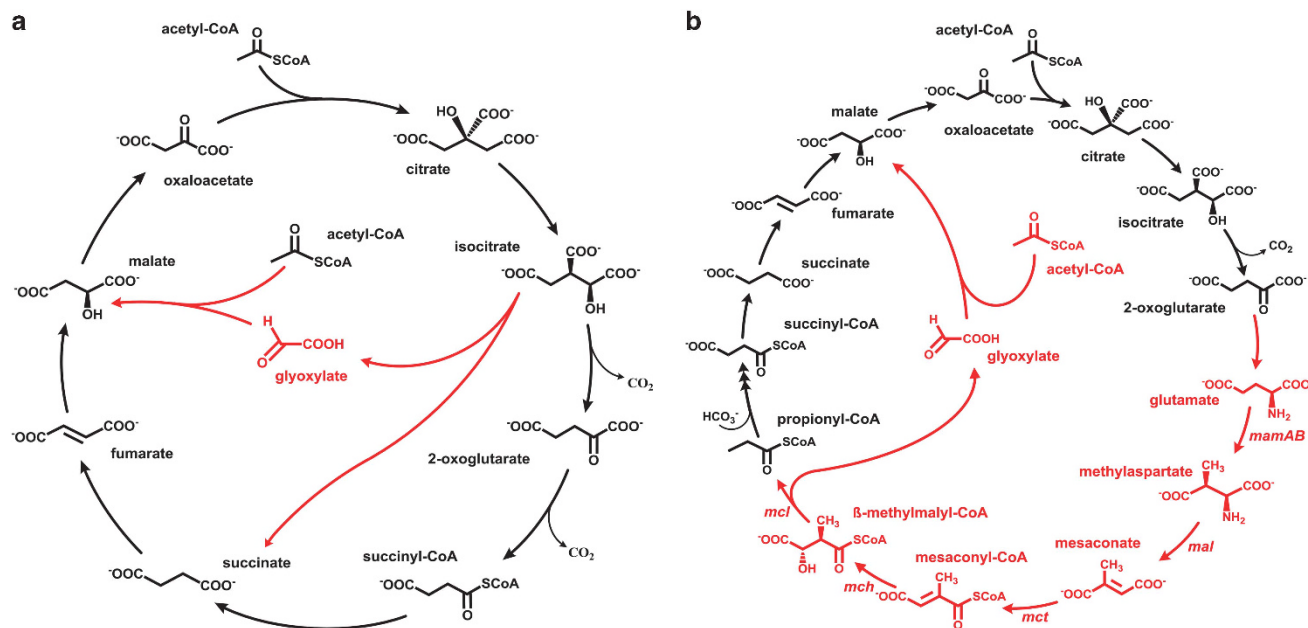 a
acetyl-CoA
O
SCoA
O
⁻OOC
COO⁻
oxaloacetate
HO
COO⁻
⁻OOC
COO⁻
citrate
acetyl-CoA
O
SCoA
isocitrate
COO⁻
⁻OOC
COO⁻
OH
malate
⁻OOC
COO⁻
OH
H
O
COOH
glyoxylate
CO₂
⁻OOC
COO⁻
fumarate
⁻OOC
COO⁻
O
2-oxoglutarate
CO₂
succinate
⁻OOC
COO⁻
succinyl-CoA
⁻OOC
SCoA
O
b
acetyl-CoA
O
SCoA
O
⁻OOC
COO⁻
oxaloacetate
malate
⁻OOC
COO⁻
OH
HO
COO⁻
⁻OOC
COO⁻
citrate
COO⁻
⁻OOC
COO⁻
OH
isocitrate
CO₂
⁻OOC
COO⁻
fumarate
O
SCoA
acetyl-CoA
succinate
⁻OOC
COO⁻
⁻OOC
COO⁻
O
2-oxoglutarate
succinyl-CoA
⁻OOC
SCoA
O
H
O
COOH
glyoxylate
glutamate
⁻OOC
COO⁻
NH₂
mamAB
HCO₃⁻
propionyl-CoA
SCoA
O
methylaspartate
CH₃
⁻OOC
COO⁻
NH₂
mcl
ß-methylmalyl-CoA
CH₃
⁻OOC
SCoA
OH
O
mal
mesaconate
CH₃
⁻OOC
COO⁻
mesaconyl-CoA
CH₃
mch
⁻OOC
SCoA
O
mct